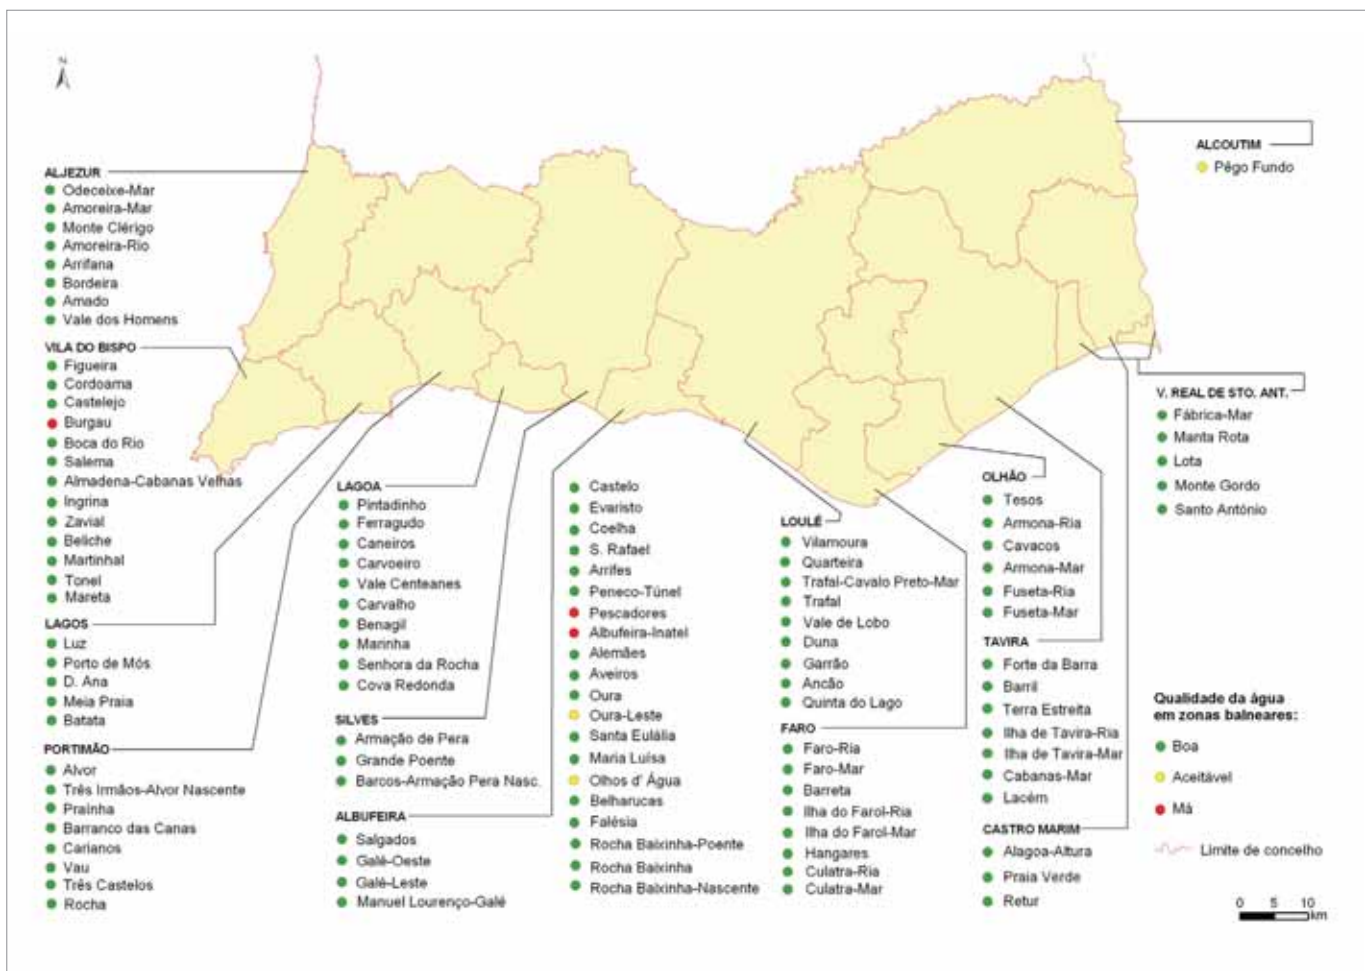 N
ALJEZUR
Odeceixe-Mar
Amoreira-Mar
Monte Clérigo
Amoreira-Rio
Arrifana
Bordeira
Amado
Vale dos Homens
VILA DO BISPO
Figueira
Cordoama
Castelejo
Burgau
Boca do Rio
Salema
Almadena-Cabanas Velhas
Ingrina
Zavial
Beliche
Martinhal
Tonel
Mareta
LAGOS
Luz
Porto de Mós
D. Ana
Meia Praia
Batata
PORTIMÃO
Alvor
Três Irmãos-Alvor Nascente
Prainha
Barranco das Canas
Carianos
Vau
Três Castelos
Rocha
LAGOA
Pintadinho
Ferragudo
Caneiros
Carvoeiro
Vale Centeanes
Carvalho
Benagil
Marinha
Senhora da Rocha
Cova Redonda
SILVES
Armação de Pera
Grande Poente
Barcos-Armação Pera Nasc.
ALBUFEIRA
Salgados
Galé-Oeste
Galé-Leste
Manuel Lourenço-Galé
Castelo
Evaristo
Coelha
S. Rafael
Arrifes
Peneco-Túnel
Pescadores
Albufeira-Inatel
Alemães
Aveiros
Oura
Oura-Leste
Santa Eulália
Maria Luísa
Olhos d' Água
Belharucas
Falésia
Rocha Baixinha-Poente
Rocha Baixinha
Rocha Baixinha-Nascente
LOULÉ
Vilamoura
Quarteira
Trafal-Cavalo Preto-Mar
Trafal
Vale de Lobo
Duna
Garrão
Ancão
Quinta do Lago
FARO
Faro-Ria
Faro-Mar
Barreta
Ilha do Farol-Ria
Ilha do Farol-Mar
Hangares
Culatra-Ria
Culatra-Mar
OLHÃO
Tesos
Armona-Ria
Cavacos
Armona-Mar
Fuseta-Ria
Fuseta-Mar
TAVIRA
Forte da Barra
Barril
Terra Estreita
Ilha de Tavira-Ria
Ilha de Tavira-Mar
Cabanas-Mar
Lacém
CASTRO MARIM
Alagoa-Altura
Praia Verde
Retur
ALCOUTIM
Pêgo Fundo
V. REAL DE STO. ANT.
Fábrica-Mar
Manta Rota
Lota
Monte Gordo
Santo António
Qualidade da água
em zonas balneares:
Boa
Aceitável
Má
Limite de concelho
0 5 10
km